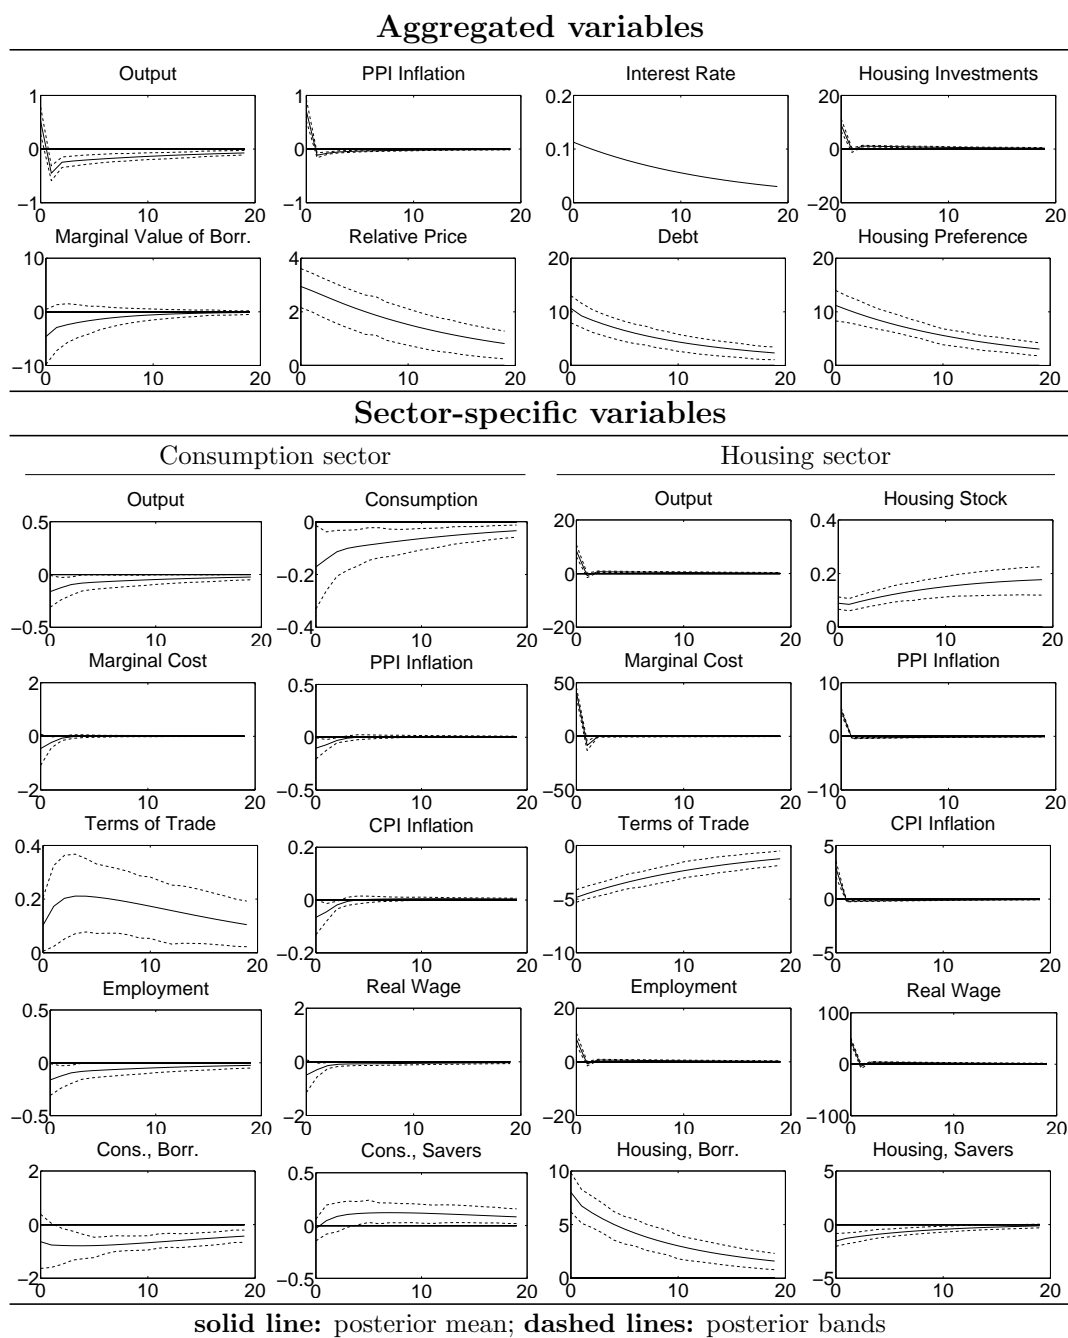 Aggregated variables
Output PPI Inflation Interest Rate Housing Investments
1 1 0.2 20
0 0 0.1 0
−1 −1 0 −20
0 10 20 0 10 20 0 10 20 0 10 20
Marginal Value of Borr. Relative Price Debt Housing Preference
10 4 20 20
0 2 10 10
−10 0 0 0
0 10 20 0 10 20 0 10 20 0 10 20
Sector-specific variables
Consumption sector Housing sector
Output Consumption Output Housing Stock
0.5 0 20 0.4
0 −0.2 0 0.2
−0.5 −0.4 −20 0
0 10 20 0 10 20 0 10 20 0 10 20
Marginal Cost PPI Inflation Marginal Cost PPI Inflation
2 0.5 50 10
0 0 0 0
−2 −0.5 −50 −10
0 10 20 0 10 20 0 10 20 0 10 20
Terms of Trade CPI Inflation Terms of Trade CPI Inflation
0.4 0.2 0 5
0.2 0 −5 0
0 −0.2 −10 −5
0 10 20 0 10 20 0 10 20 0 10 20
Employment Real Wage Employment Real Wage
0.5 2 20 100
0 0 0 0
−0.5 −2 −20 −100
0 10 20 0 10 20 0 10 20 0 10 20
Cons., Borr. Cons., Savers Housing, Borr. Housing, Savers
2 0.5 10 5
0 0 5 0
−2 −0.5 0 −5
0 10 20 0 10 20 0 10 20 0 10 20
solid line: posterior mean; dashed lines: posterior bands